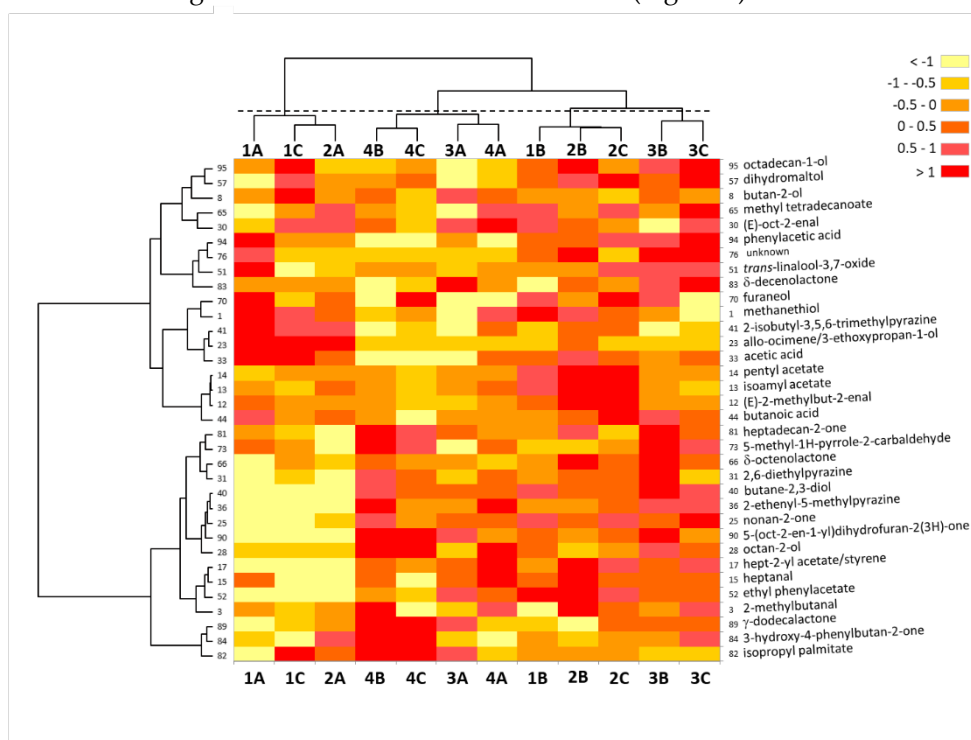 < -1
-1 - -0.5
-0.5 - 0
0 - 0.5
0.5 - 1
> 1
1A 1C 2A 4B 4C 3A 4A 1B 2B 2C 3B 3C
95 95 octadecan-1-ol
57 57 dihydromaltol
8 8 butan-2-ol
65 65 methyl tetradecanoate
30 30 (E)-oct-2-enal
94 94 phenylacetic acid
76 76 unknown
51 51 trans-linalool-3,7-oxide
83 83 δ-decenolactone
70 70 furaneol
1 1 methanethiol
41 41 2-isobutyl-3,5,6-trimethylpyrazine
23 23 allo-ocimene/3-ethoxypropan-1-ol
33 33 acetic acid
14 14 pentyl acetate
13 13 isoamyl acetate
12 12 (E)-2-methylbut-2-enal
44 44 butanoic acid
81 81 heptadecan-2-one
73 73 5-methyl-1H-pyrrole-2-carbaldehyde
66 66 δ-octenolactone
31 31 2,6-diethylpyrazine
40 40 butane-2,3-diol
36 36 2-ethenyl-5-methylpyrazine
25 25 nonan-2-one
90 90 5-(oct-2-en-1-yl)dihydrofuran-2(3H)-one
28 28 octan-2-ol
17 17 hept-2-yl acetate/styrene
15 15 heptanal
52 52 ethyl phenylacetate
3 3 2-methylbutanal
89 89 γ-dodecalactone
84 84 3-hydroxy-4-phenylbutan-2-one
82 82 isopropyl palmitate
1A 1C 2A 4B 4C 3A 4A 1B 2B 2C 3B 3C